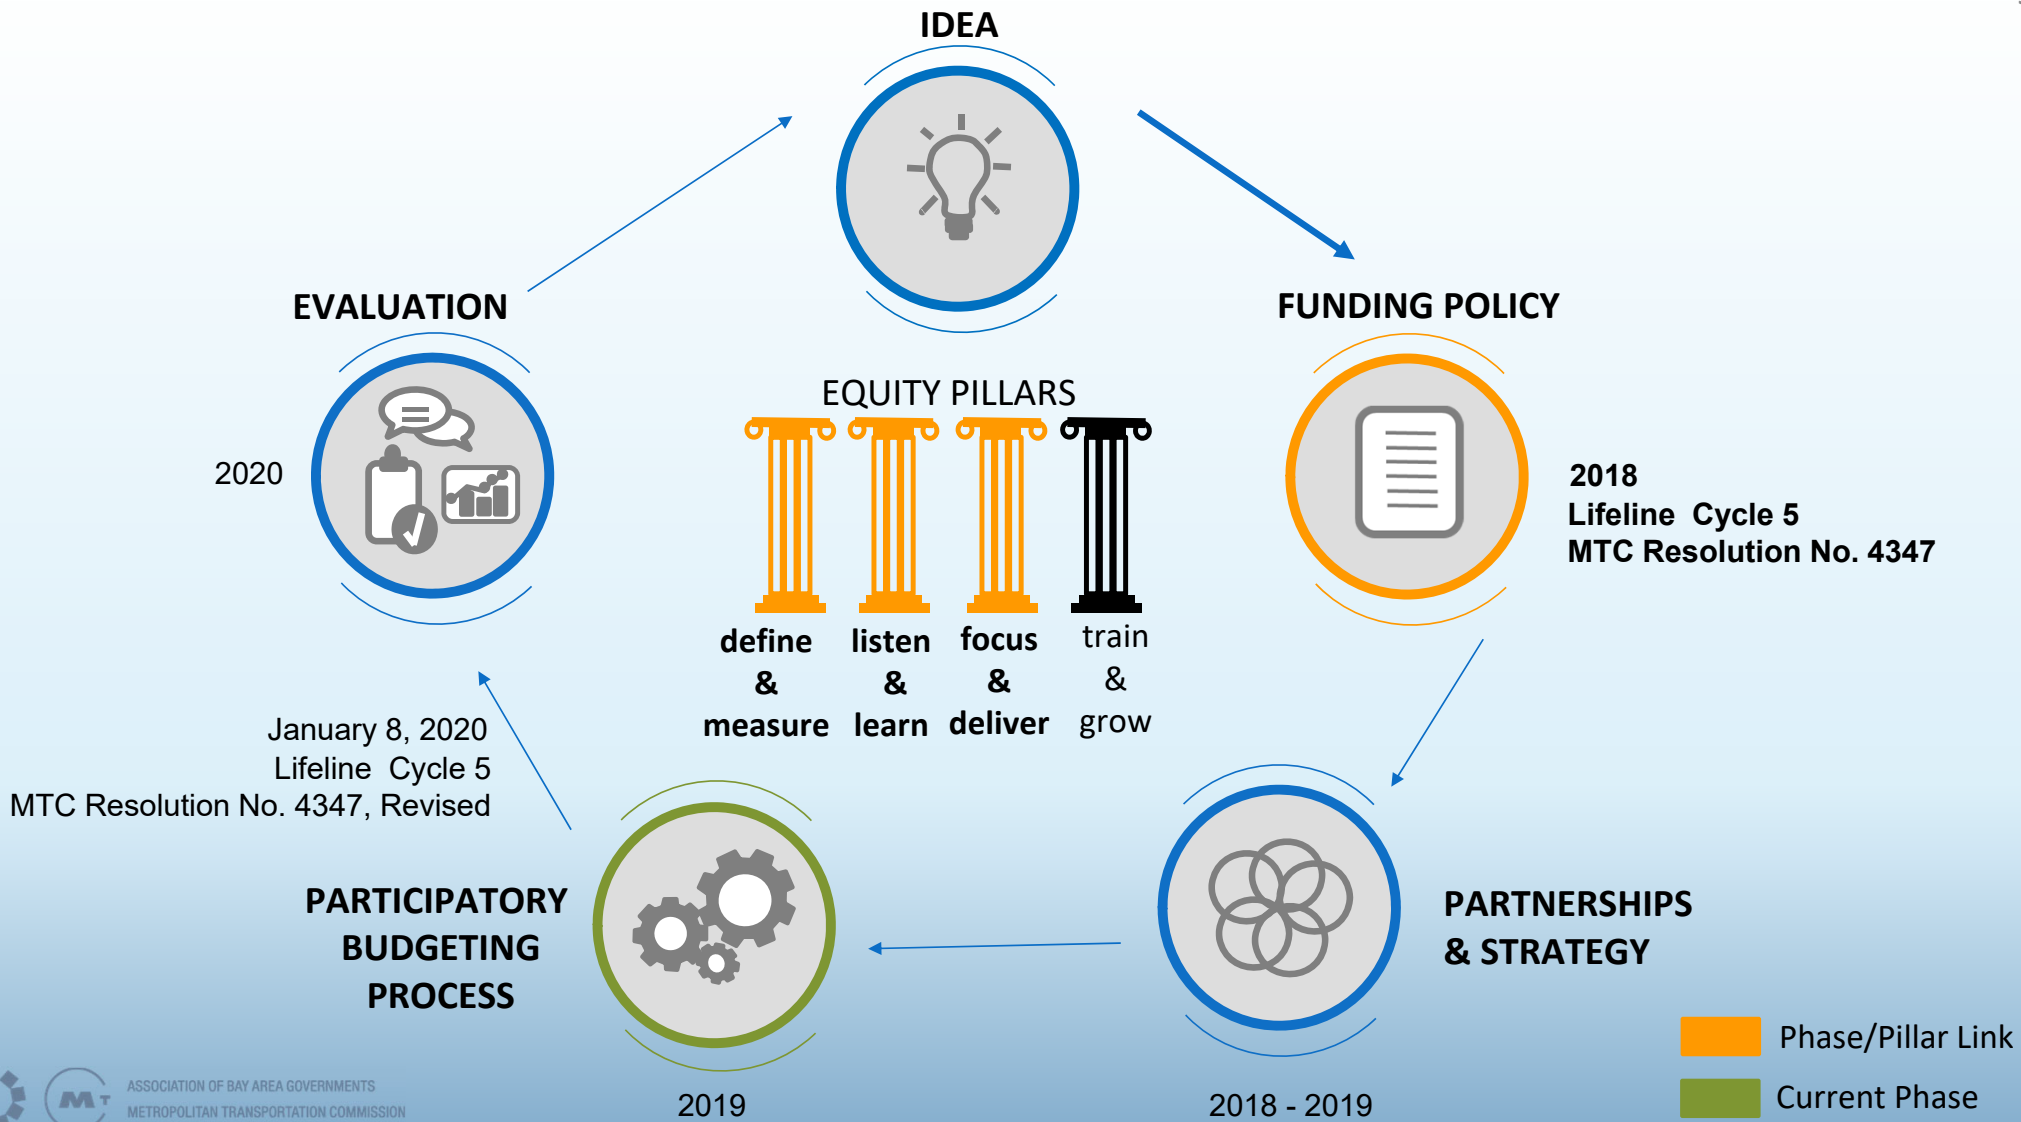 IDEA
EVALUATION
FUNDING POLICY
EQUITY PILLARS
2020
2018
Lifeline  Cycle 5
MTC Resolution No. 4347
define
&
measure
listen
&
learn
focus
&
deliver
train
&
grow
January 8, 2020
Lifeline  Cycle 5
MTC Resolution No. 4347, Revised
PARTICIPATORY
BUDGETING
PROCESS
PARTNERSHIPS
& STRATEGY
2019
2018 - 2019
Phase/Pillar Link
Current Phase
MT
ASSOCIATION OF BAY AREA GOVERNMENTS
METROPOLITAN TRANSPORTATION COMMISSION